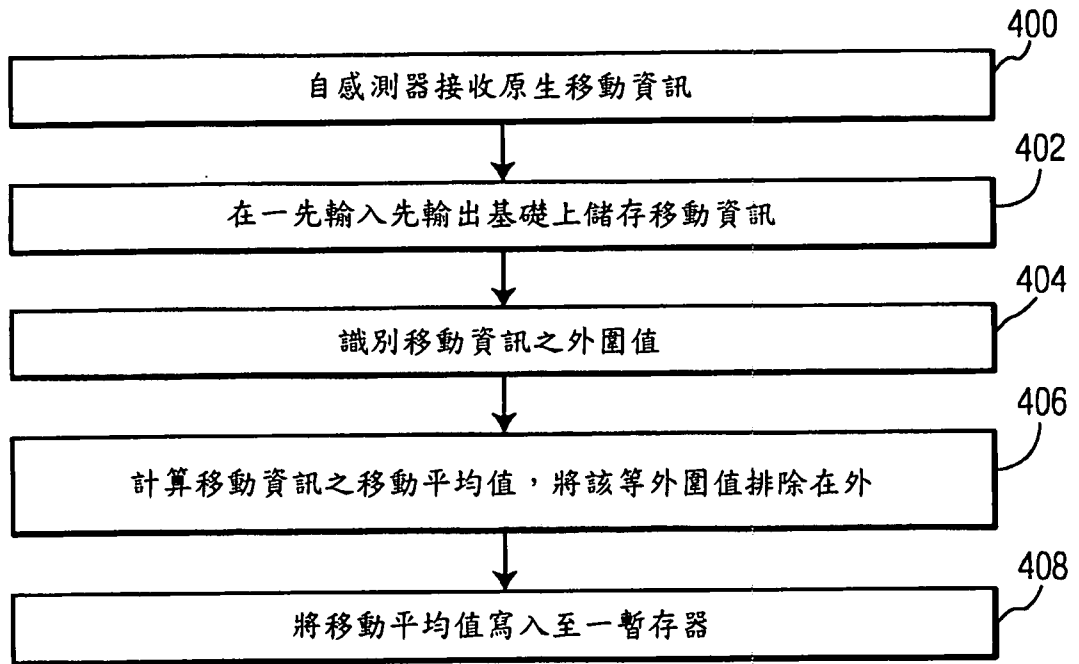 400
自感測器接收原生移動資訊
402
在一先輸入先輸出基礎上儲存移動資訊
404
識別移動資訊之外圍值
406
計算移動資訊之移動平均值，將該等外圍值排除在外
408
將移動平均值寫入至一暫存器